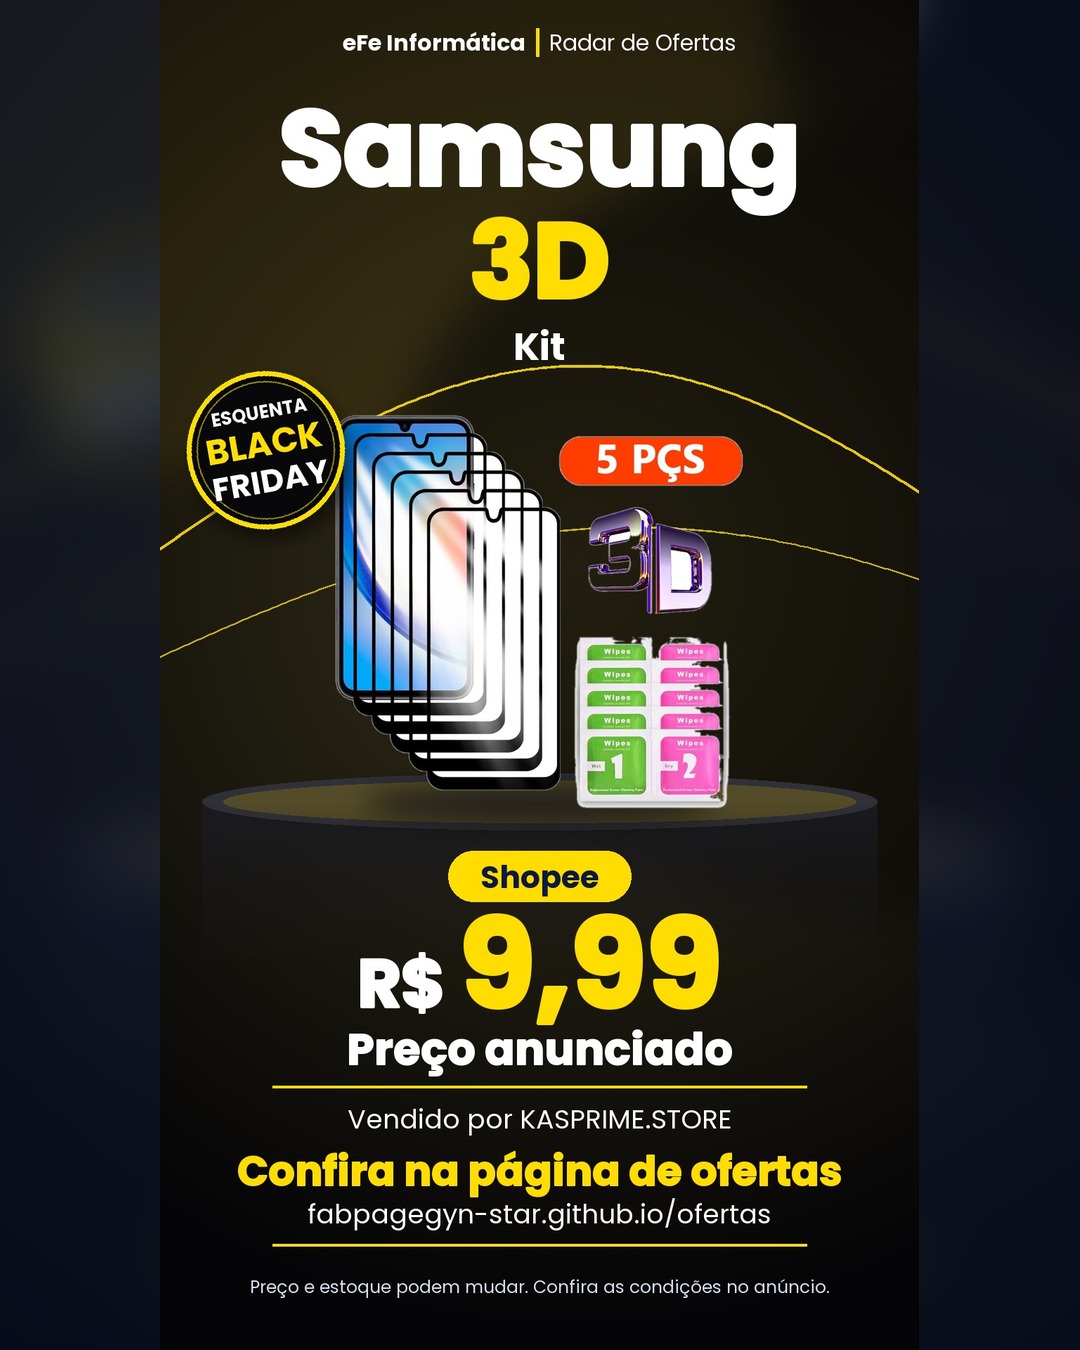 eFe Informática | Radar de Ofertas
Samsung
3D
Kit
ESQUENTA
BLACK
FRIDAY
5 PÇS
3D
Wipes Wipes
Wipes Wipes
Wipes Wipes
Wipes Wipes
Wipes Wipes
Wet 1 Dry 2
Shopee
R$ 9,99
Preço anunciado
Vendido por KASPRIME.STORE
Confira na página de ofertas
fabpagegyn-star.github.io/ofertas
Preço e estoque podem mudar. Confira as condições no anúncio.